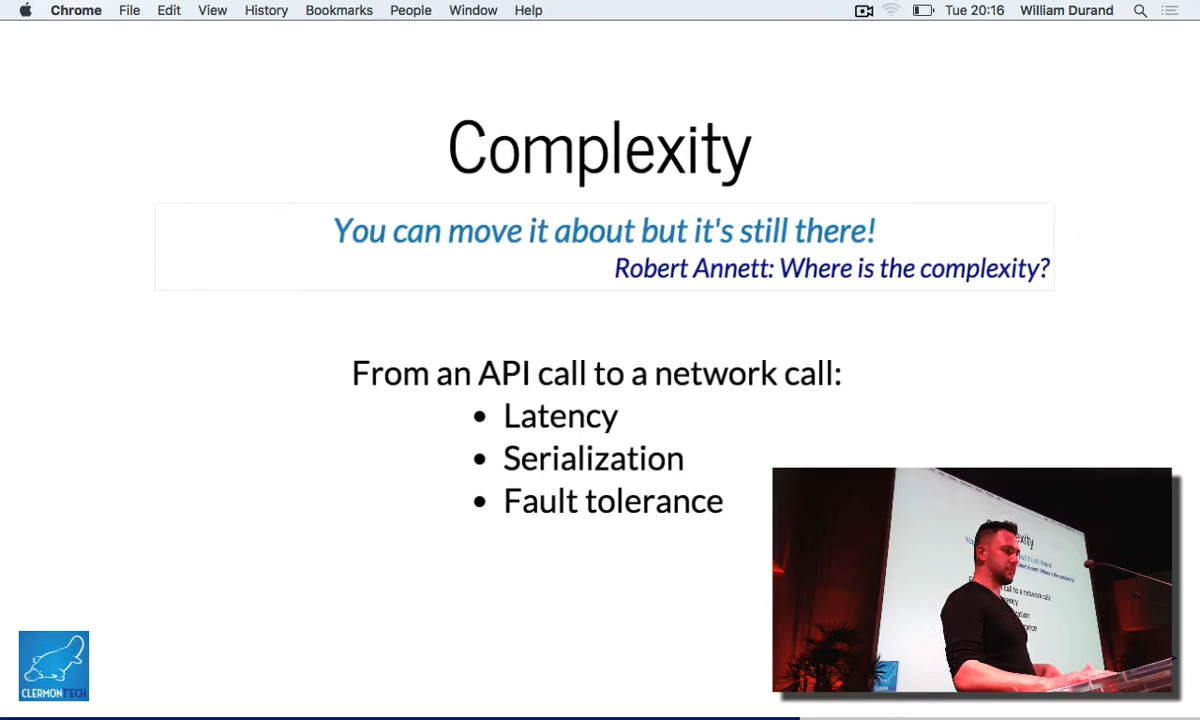 Chrome File Edit View History Bookmarks People Window Help Tue 20:16 William Durand
Complexity
You can move it about but it's still there!
Robert Annett: Where is the complexity?
From an API call to a network call:
• Latency
• Serialization
• Fault tolerance
CLERMONTECH